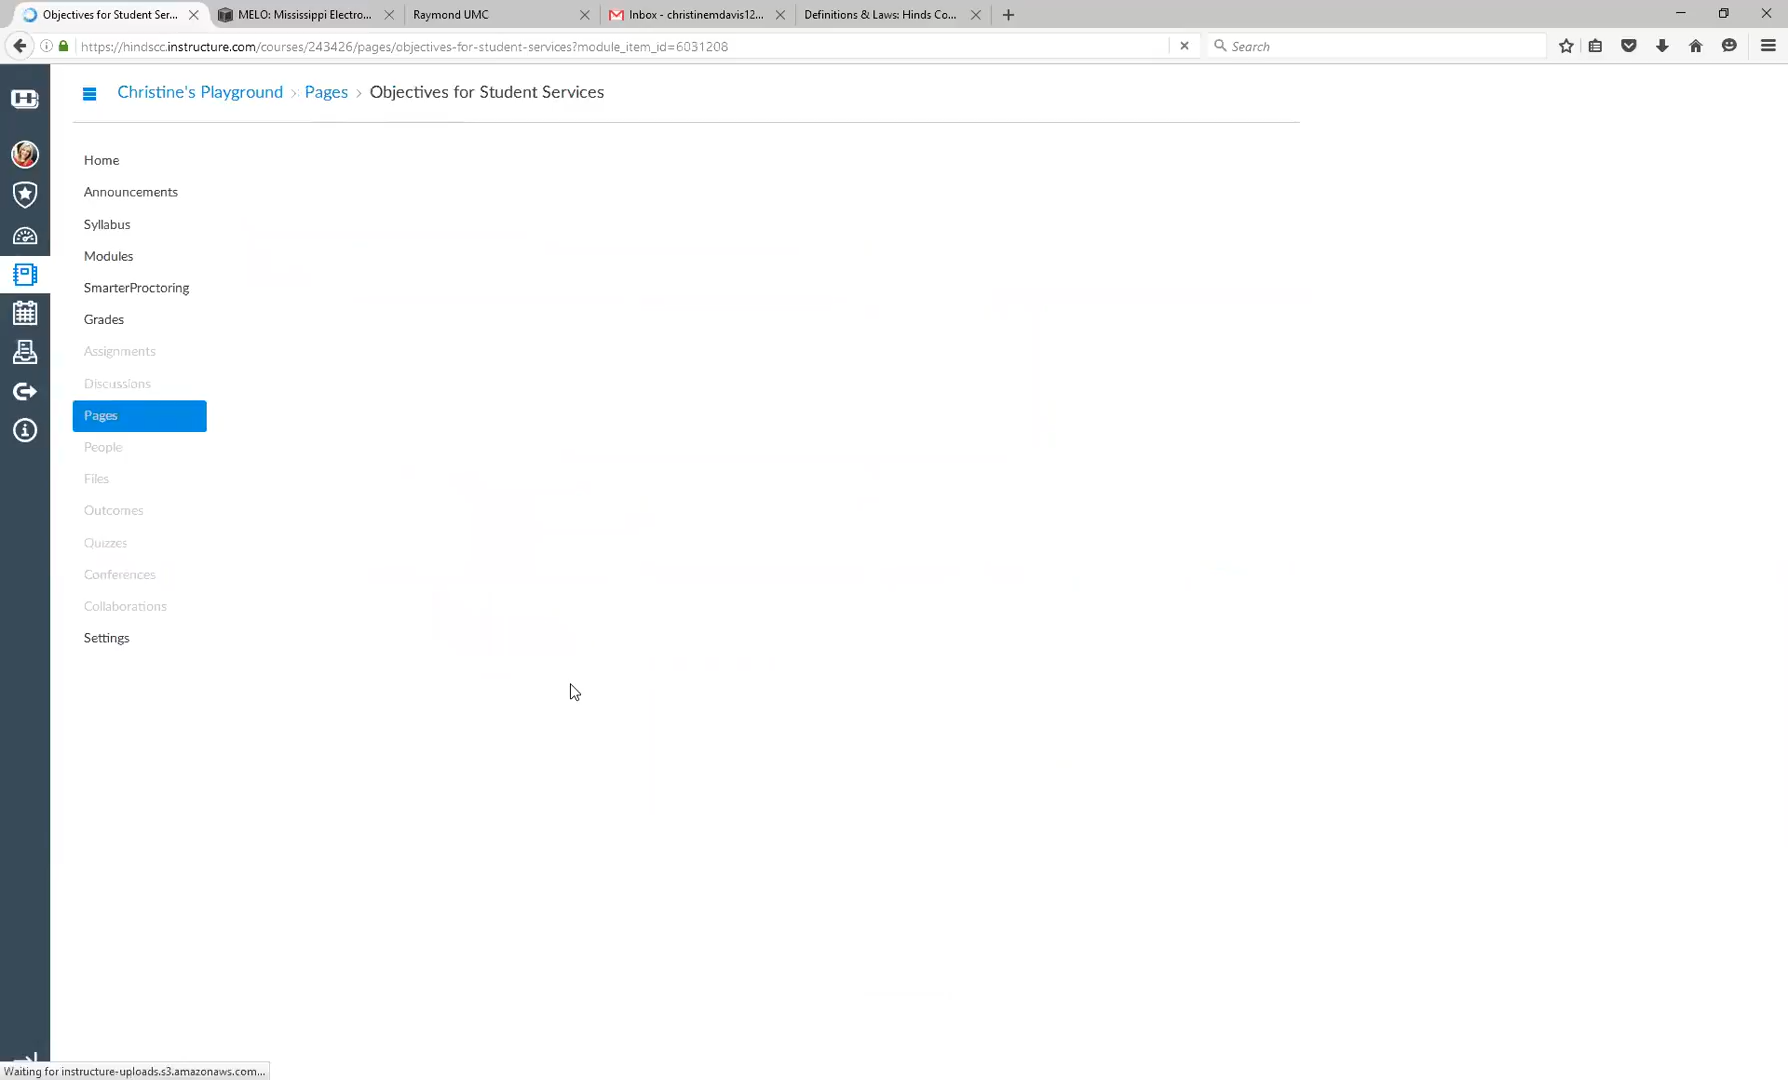 Objectives for Student Ser...
MELO: Mississippi Electro...
Raymond UMC
Inbox - christinemdavis12...
Definitions & Laws: Hinds Co...
https://hindscc.instructure.com/courses/243426/pages/objectives-for-student-services?module_item_id=6031208
Search
Christine's Playground › Pages › Objectives for Student Services
Home
Announcements
Syllabus
Modules
SmarterProctoring
Grades
Assignments
Discussions
Pages
People
Files
Outcomes
Quizzes
Conferences
Collaborations
Settings
Waiting for instructure-uploads.s3.amazonaws.com...